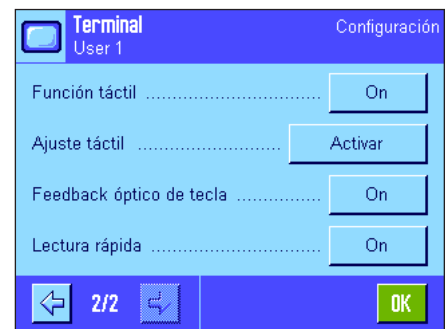 Terminal
Configuración
User 1
Función táctil ................................ On
Ajuste táctil .......................... Activar
Feedback óptico de tecla ................ On
Lectura rápida ............................... On
2/2
OK